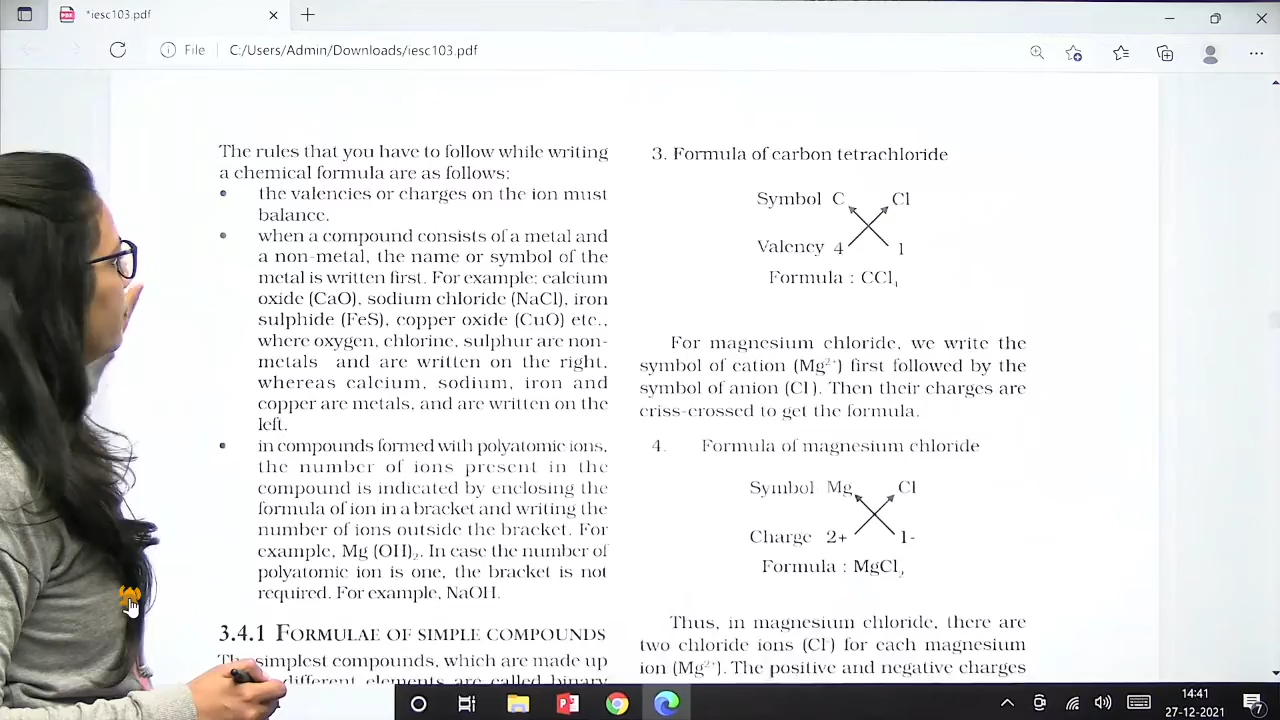 *iesc103.pdf
File C:/Users/Admin/Downloads/iesc103.pdf
The rules that you have to follow while writing
a chemical formula are as follows:
• the valencies or charges on the ion must
balance.
• when a compound consists of a metal and
a non-metal, the name or symbol of the
metal is written first. For example: calcium
oxide (CaO), sodium chloride (NaCl), iron
sulphide (FeS), copper oxide (CuO) etc.,
where oxygen, chlorine, sulphur are non-
metals and are written on the right,
whereas calcium, sodium, iron and
copper are metals, and are written on the
left.
• in compounds formed with polyatomic ions,
the number of ions present in the
compound is indicated by enclosing the
formula of ion in a bracket and writing the
number of ions outside the bracket. For
example, Mg (OH)₂. In case the number of
polyatomic ion is one, the bracket is not
required. For example, NaOH.
3.4.1 FORMULAE OF SIMPLE COMPOUNDS
simplest compounds, which are made up
different elements are called binary
3. Formula of carbon tetrachloride
Symbol C Cl
Valency 4 1
Formula : CCl₄
For magnesium chloride, we write the
symbol of cation (Mg²⁺) first followed by the
symbol of anion (Cl⁻). Then their charges are
criss-crossed to get the formula.
4. Formula of magnesium chloride
Symbol Mg Cl
Charge 2+ 1-
Formula : MgCl₂
Thus, in magnesium chloride, there are
two chloride ions (Cl⁻) for each magnesium
ion (Mg²⁺). The positive and negative charges
14:41
27-12-2021
7